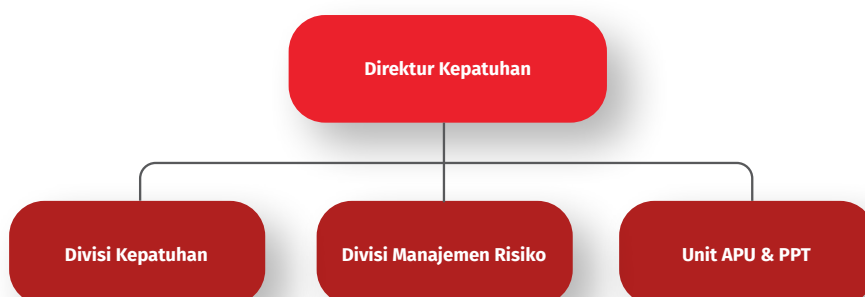 Direktur Kepatuhan
Divisi Kepatuhan
Divisi Manajemen Risiko
Unit APU & PPT